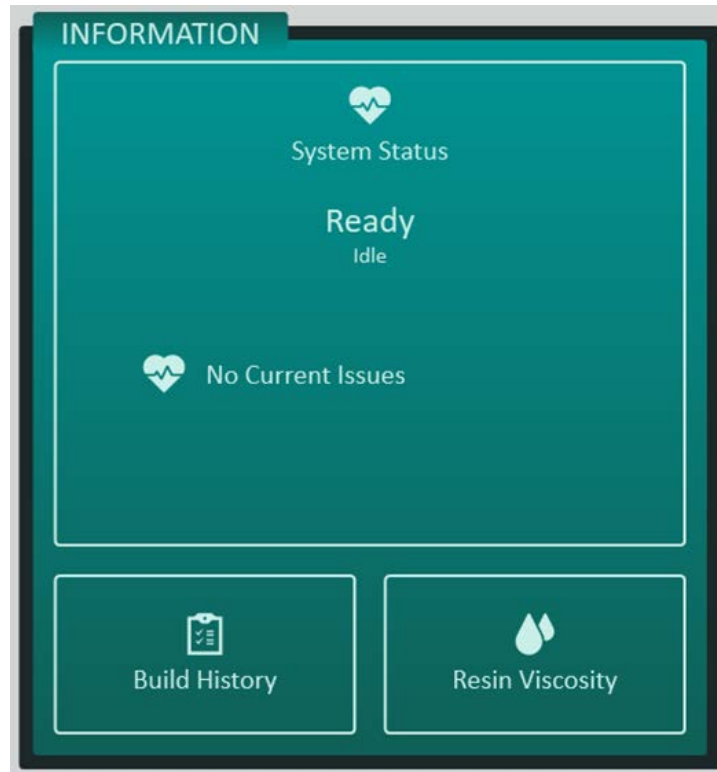 INFORMATION
System Status
Ready
Idle
No Current Issues
Build History
Resin Viscosity